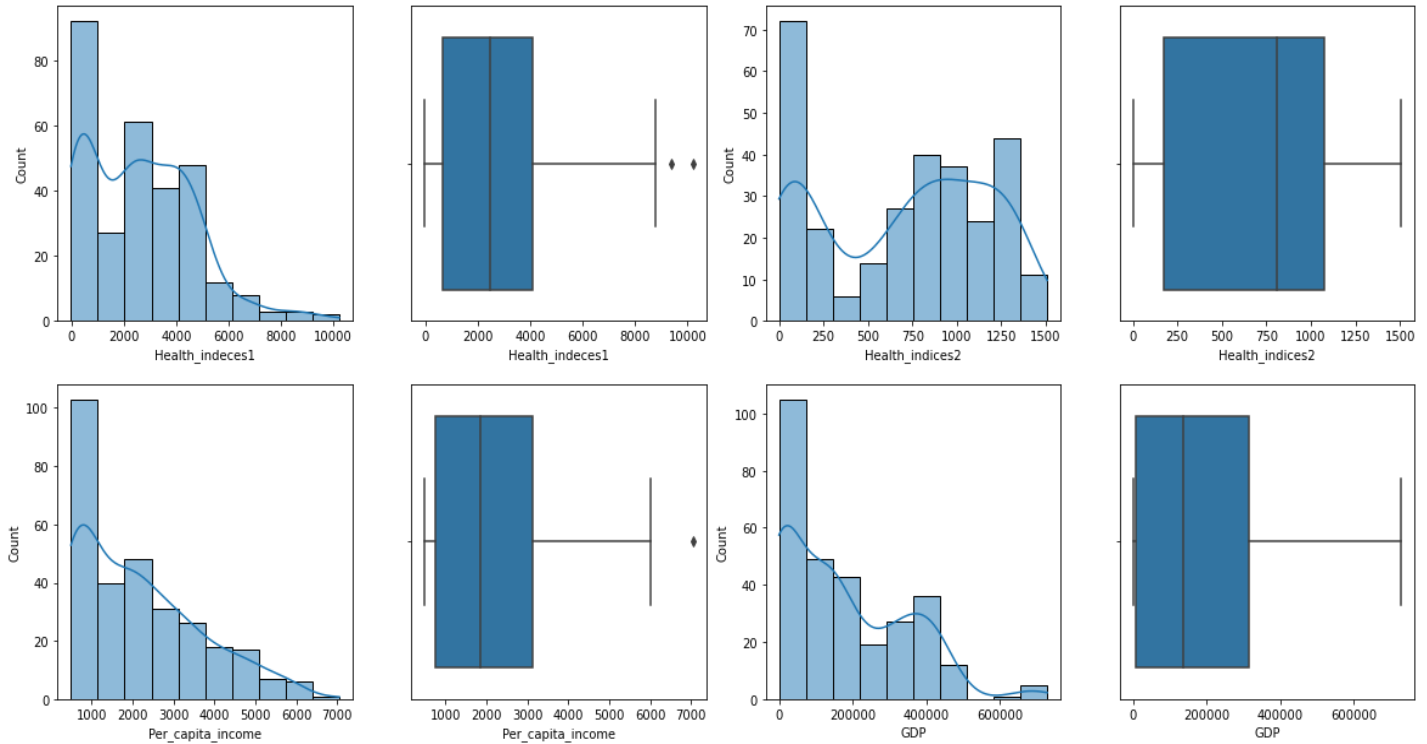 80
60
40
20
0
Count
0 2000 4000 6000 8000 10000
Health_indeces1
0 2000 4000 6000 8000 10000
Health_indeces1
70
60
50
40
30
20
10
0
Count
0 250 500 750 1000 1250 1500
Health_indices2
0 250 500 750 1000 1250 1500
Health_indices2
100
80
60
40
20
0
Count
1000 2000 3000 4000 5000 6000 7000
Per_capita_income
1000 2000 3000 4000 5000 6000 7000
Per_capita_income
100
80
60
40
20
0
Count
0 200000 400000 600000
GDP
0 200000 400000 600000
GDP